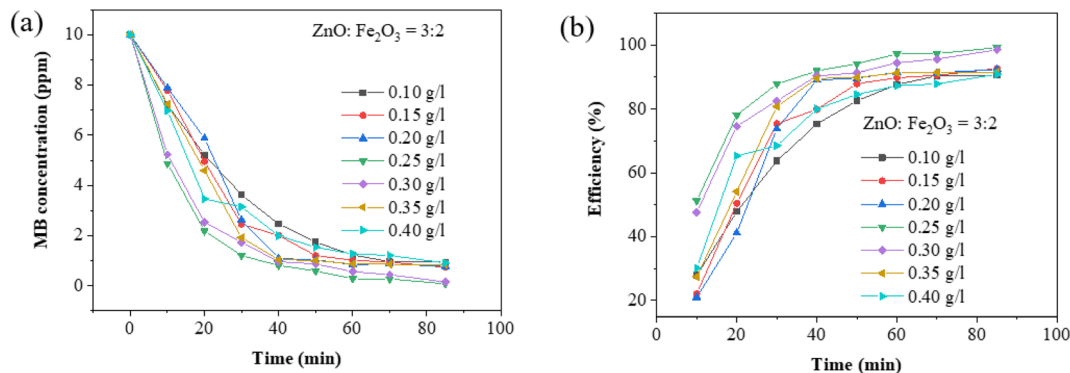 (a)
ZnO: Fe₂O₃ = 3:2
0.10 g/l
0.15 g/l
0.20 g/l
0.25 g/l
0.30 g/l
0.35 g/l
0.40 g/l
MB concentration (ppm)
10
8
6
4
2
0
0
20
40
60
80
100
Time (min)
(b)
ZnO: Fe₂O₃ = 3:2
0.10 g/l
0.15 g/l
0.20 g/l
0.25 g/l
0.30 g/l
0.35 g/l
0.40 g/l
Efficiency (%)
100
80
60
40
20
0
20
40
60
80
100
Time (min)